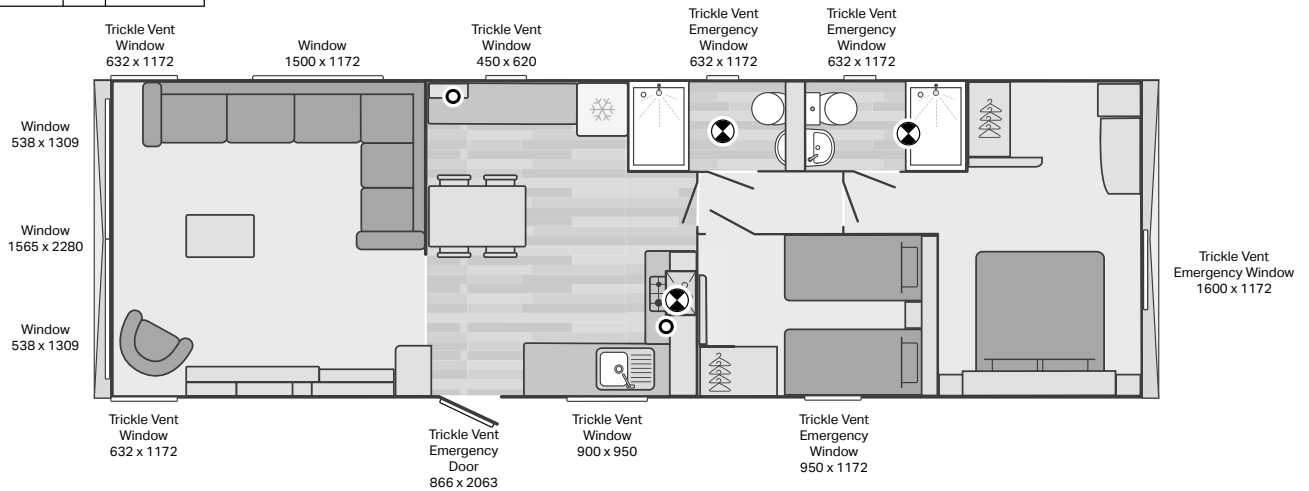 Trickle Vent
Window
632 x 1172
Window
1500 x 1172
Trickle Vent
Window
450 x 620
Trickle Vent
Emergency
Window
632 x 1172
Trickle Vent
Emergency
Window
632 x 1172
Window
538 x 1309
Window
1565 x 2280
Window
538 x 1309
Trickle Vent
Emergency Window
1600 x 1172
Trickle Vent
Window
632 x 1172
Trickle Vent
Emergency
Door
866 x 2063
Trickle Vent
Window
900 x 950
Trickle Vent
Emergency
Window
950 x 1172